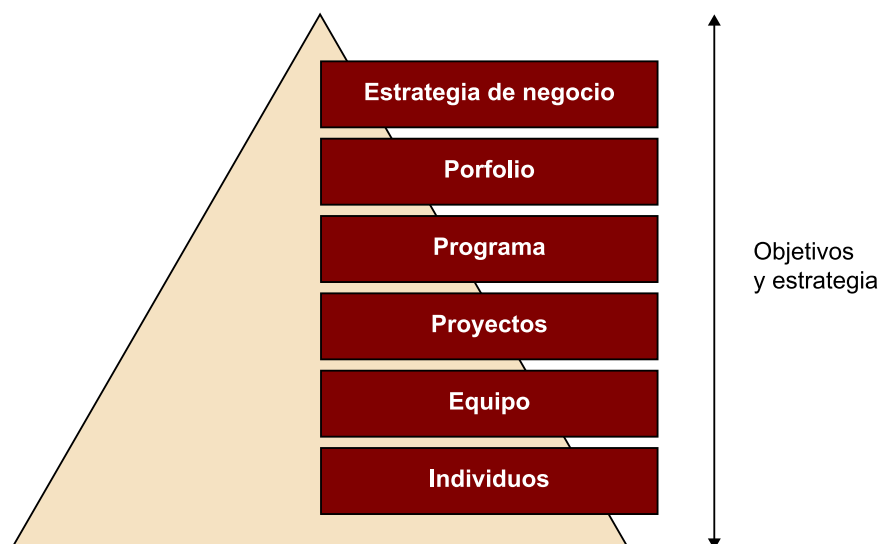 Estrategia de negocio
Porfolio
Programa
Proyectos
Equipo
Individuos
Objetivos
y estrategia